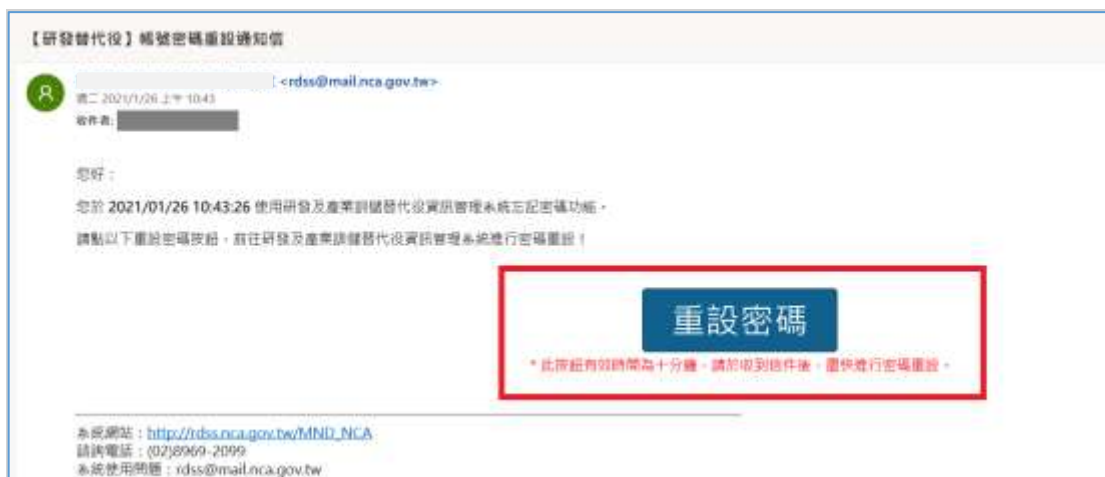 【研發替代役】帳號密碼重設通知信
<rdss@mail.nca.gov.tw>
週二 2021/1/26 上午 10:43
收件者:
您好：
您於 2021/01/26 10:43:26 使用研發及產業訓儲替代役資訊管理系統忘記密碼功能。
請點以下重設密碼按鈕，前往研發及產業訓儲替代役資訊管理系統進行密碼重設！
重設密碼
* 此按鈕有效時間為十分鐘，請於收到信件後，盡快進行密碼重設。
系統網站：http://rdss.nca.gov.tw/MND_NCA
諮詢電話：(02)8969-2099
系統使用問題：rdss@mail.nca.gov.tw